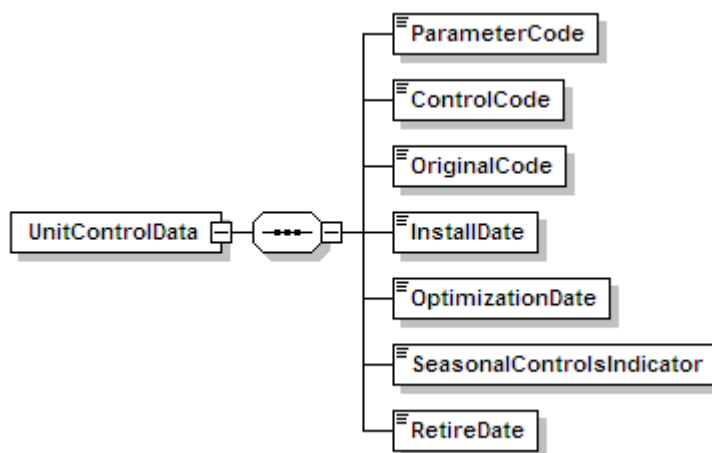 ParameterCode
ControlCode
OriginalCode
UnitControlData
InstallDate
OptimizationDate
SeasonalControlsIndicator
RetireDate